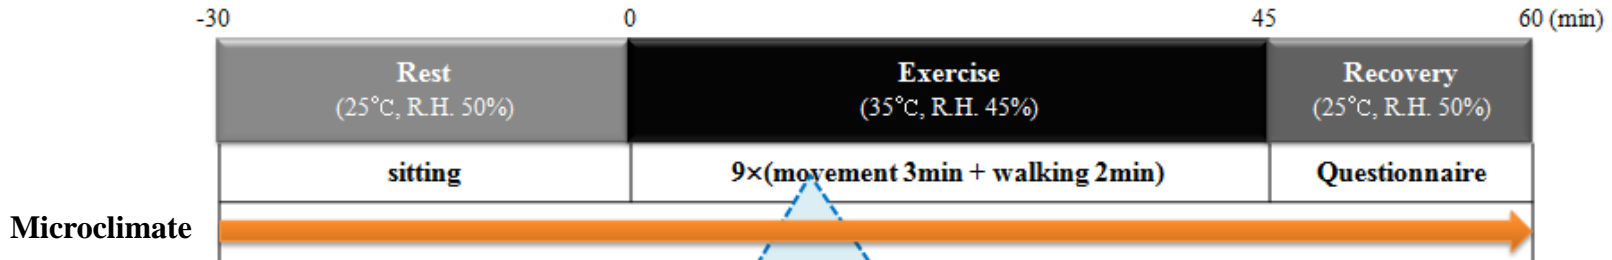 -30 0 45 60 (min)
Rest Exercise Recovery
(25°C, R.H. 50%) (35°C, R.H. 45%) (25°C, R.H. 50%)
sitting 9×(movement 3min + walking 2min) Questionnaire
Microclimate